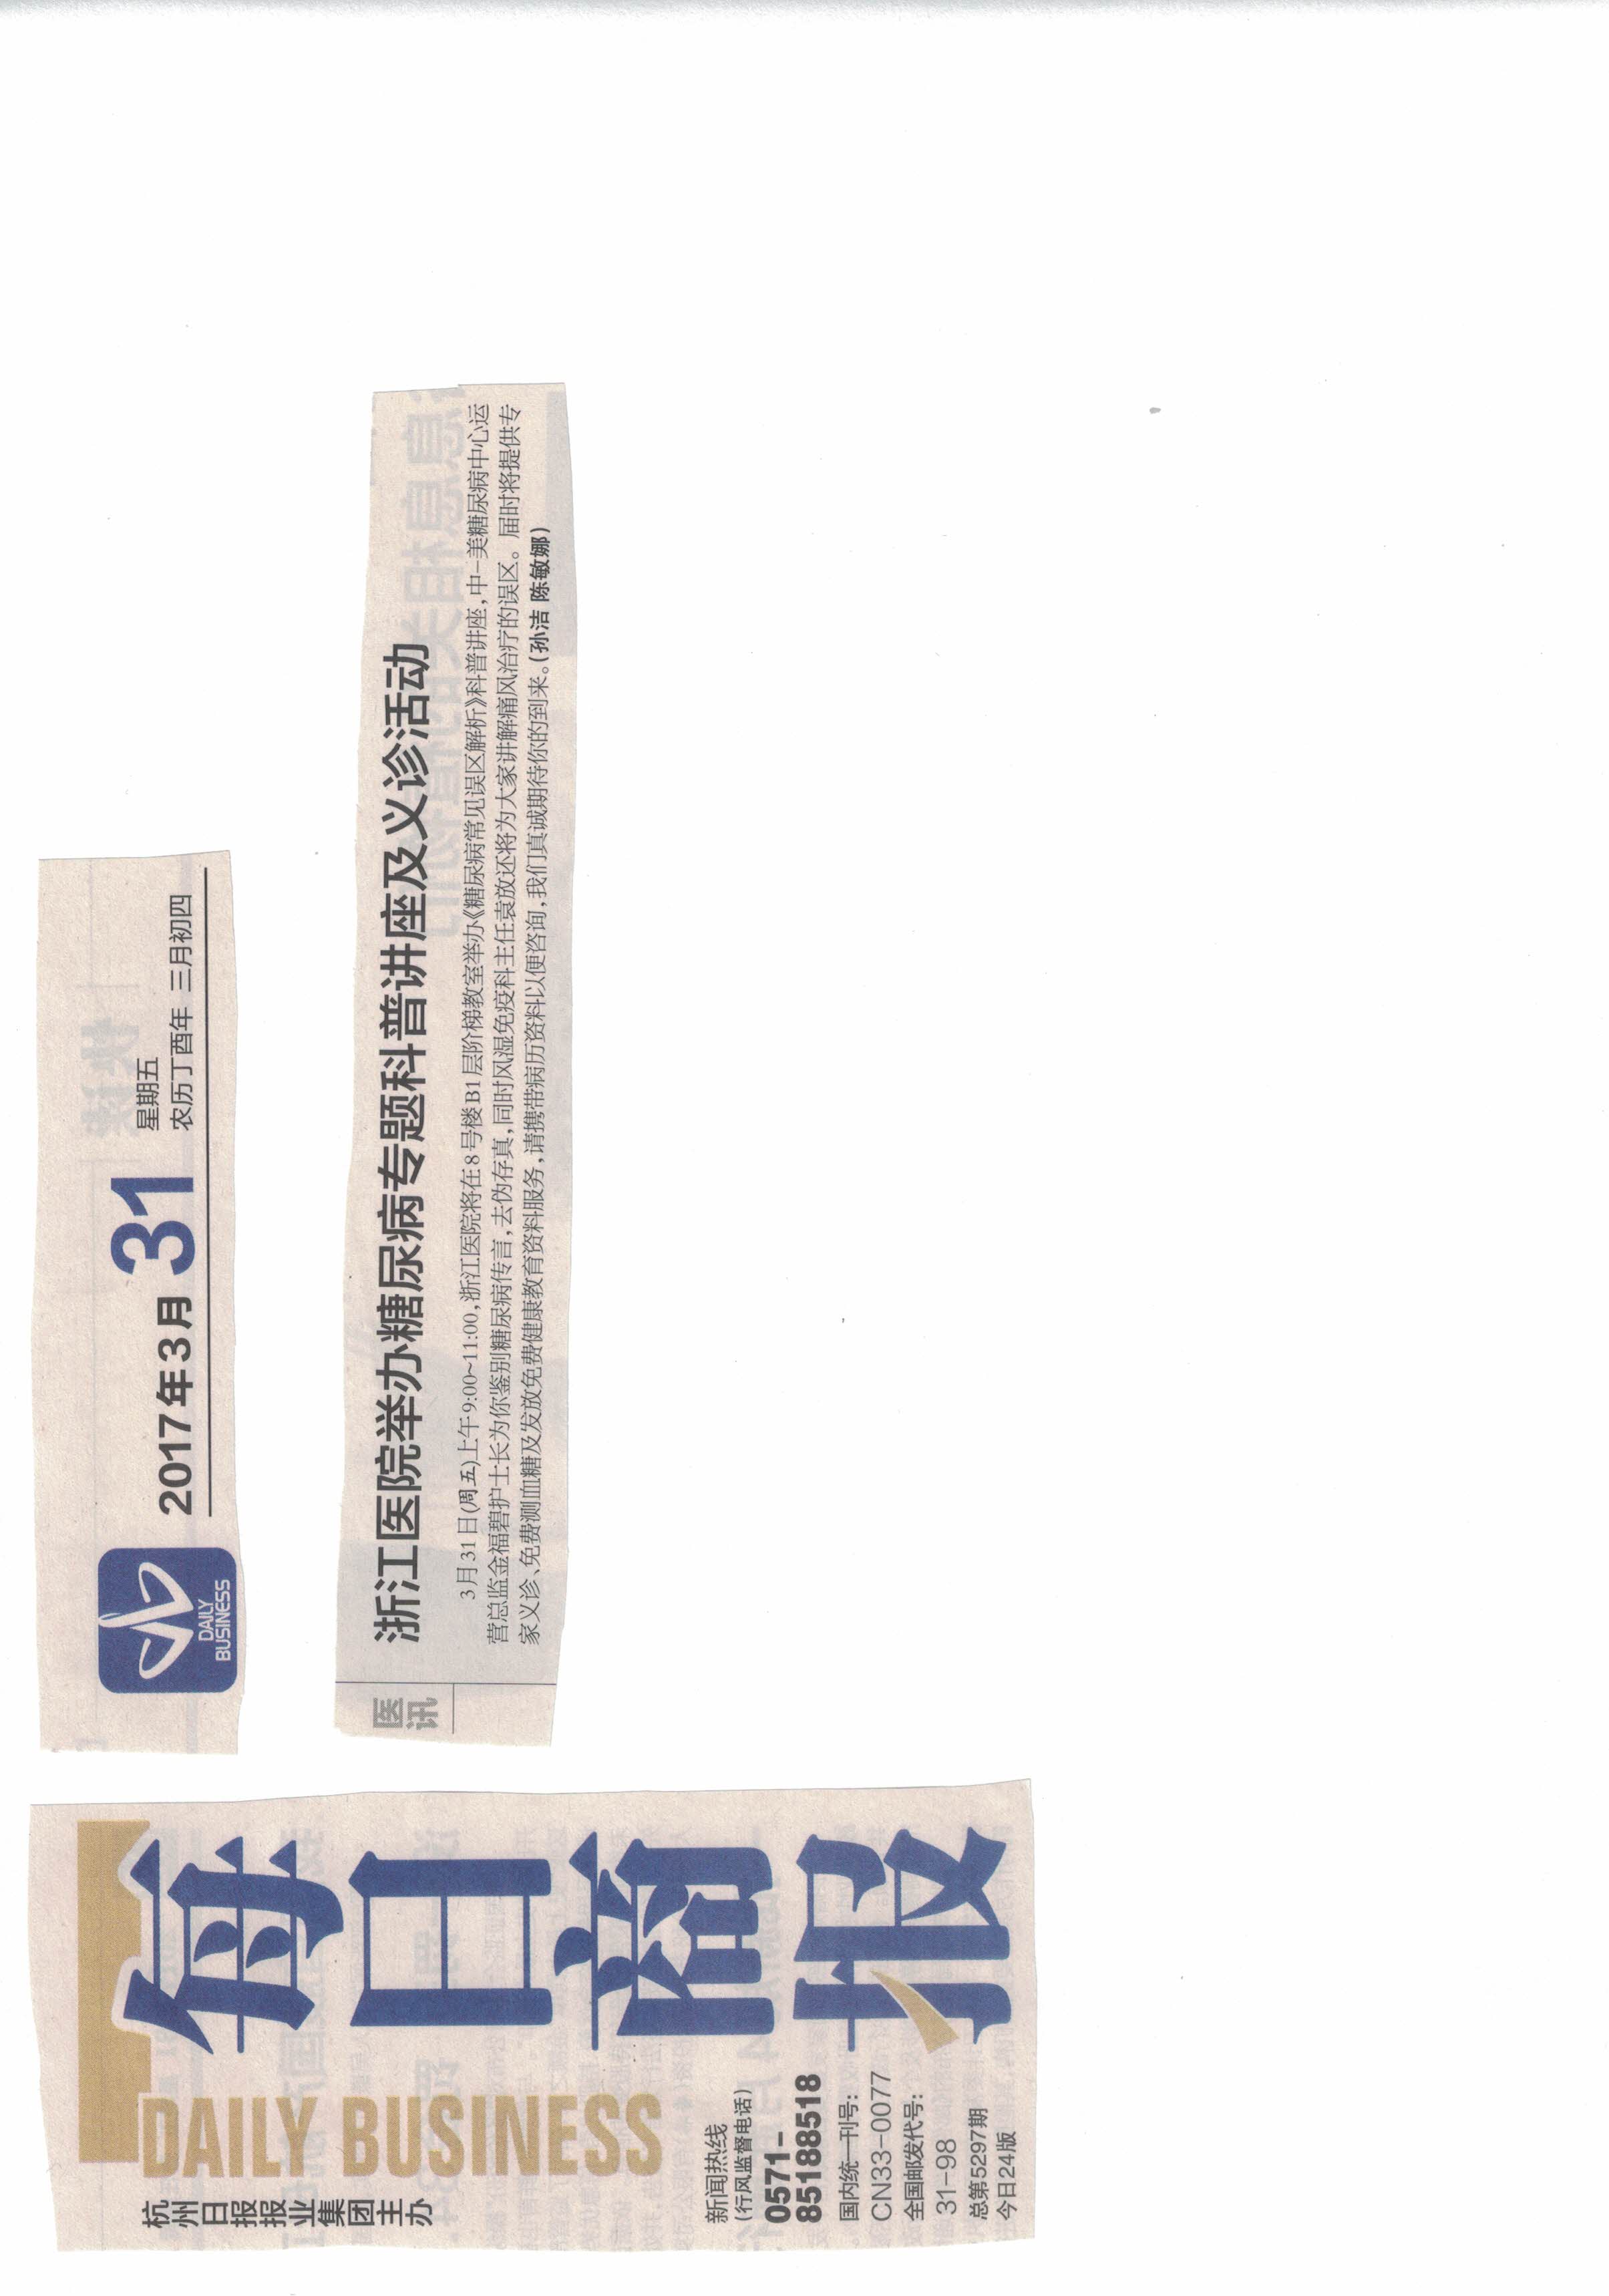 每日商报
DAILY BUSINESS
杭州日报报业集团主办
新闻热线
(行风监督电话)
0571-
85188518
国内统一刊号:
CN33-0077
全国邮发代号:
31-98
总第5297期
今日24版
DAILY
BUSINESS
2017年3月31
星期五
农历丁酉年 三月初四
医讯
浙江医院举办糖尿病专题科普讲座及义诊活动
3月31日(周五)上午9:00~11:00,浙江医院将在8号楼B1层阶梯教室举办《糖尿病常见误区解析》科普讲座,中-美糖尿病中心运
营总监金福碧护士长为你鉴别糖尿病传言,去伪存真,同时风湿免疫科主任袁放还将为大家讲解痛风治疗的误区。届时将提供专
家义诊、免费测血糖及发放免费健康教育资料服务,请携带病历资料以便咨询,我们真诚期待你的到来。(孙洁 陈敏娜)